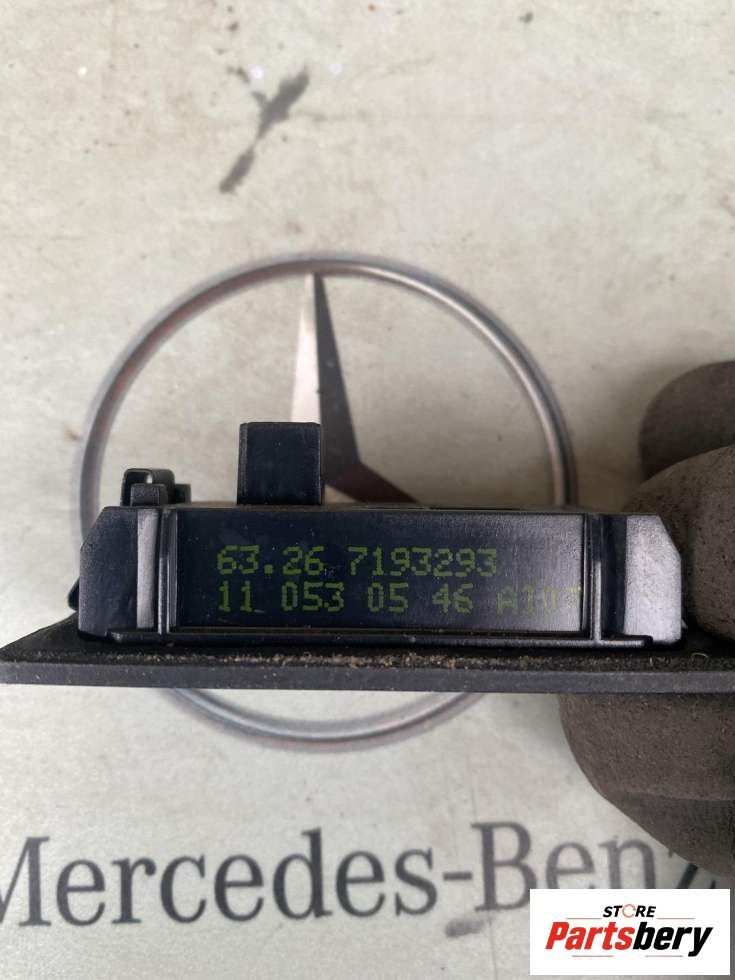 63.26 7193293
11 053 05 46
Mercedes-Benz
STORE
Partsbery